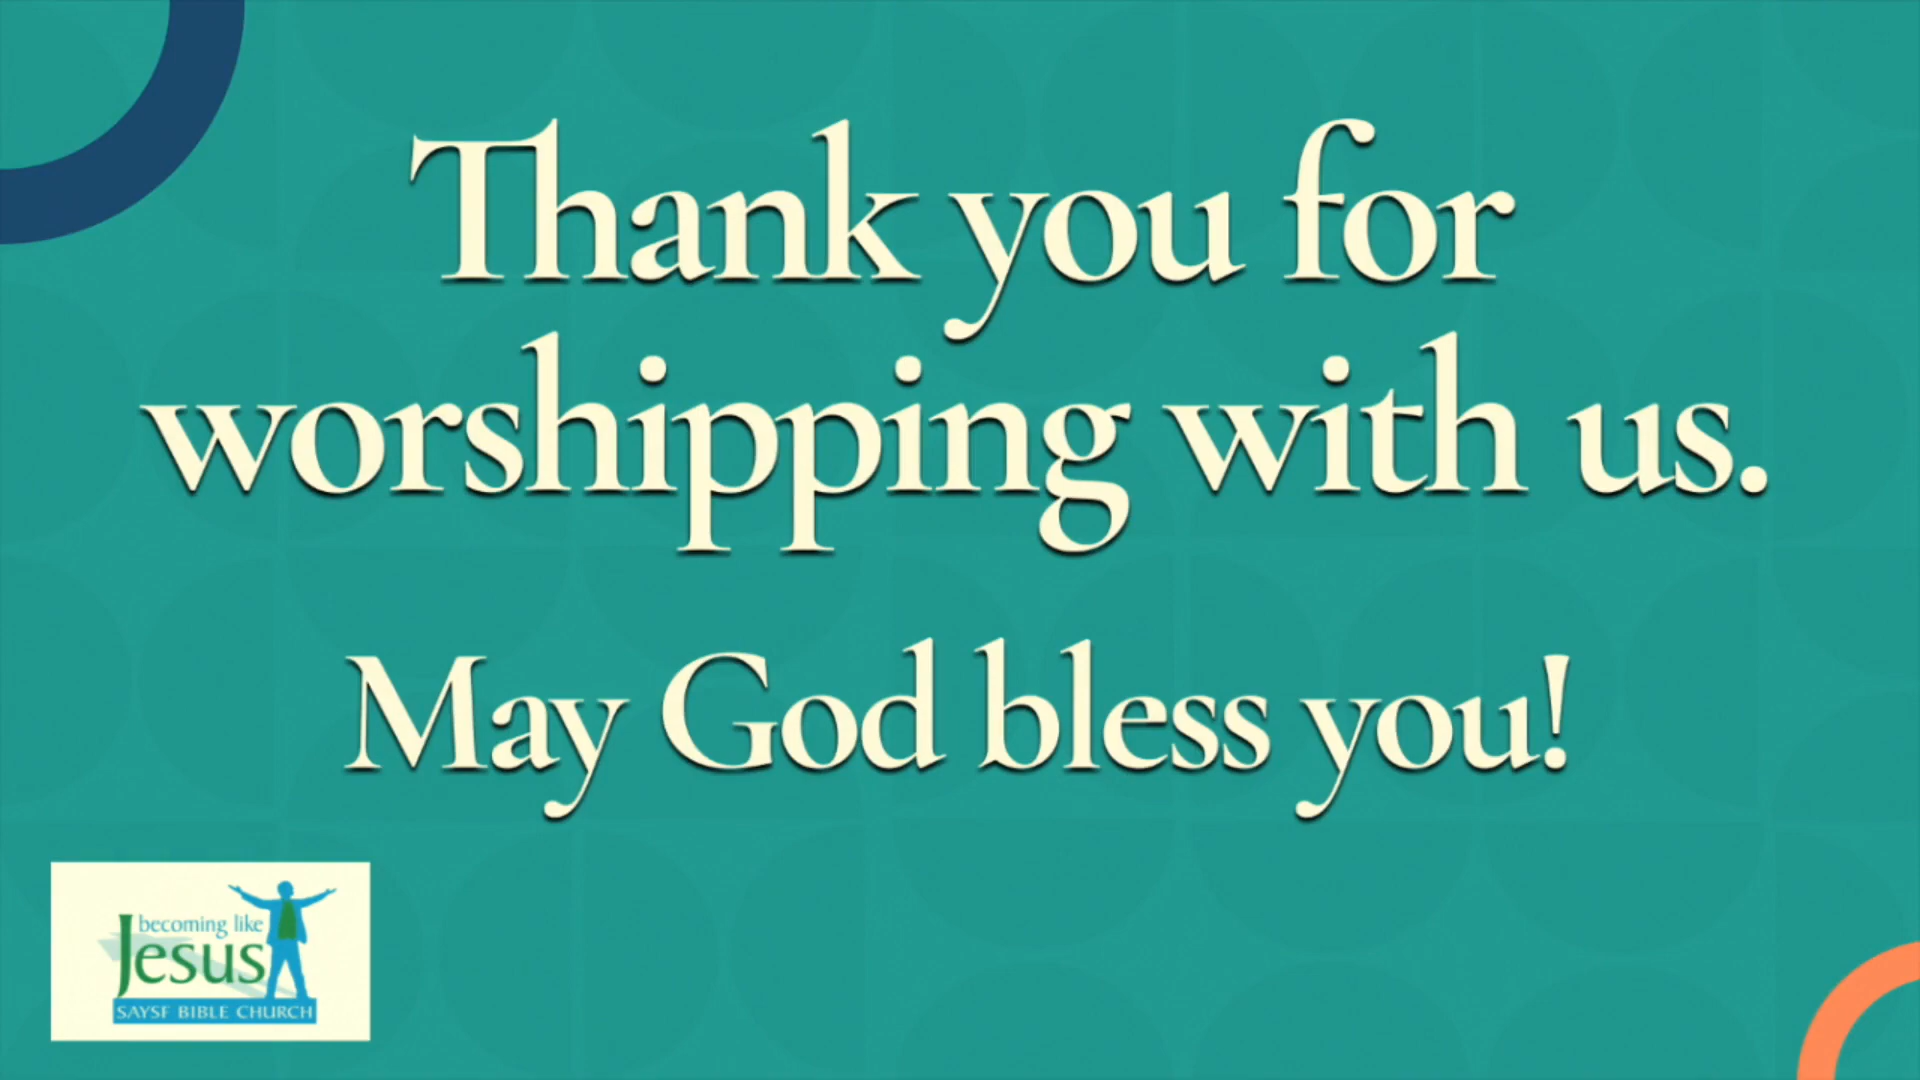 Thank you for
worshipping with us.
May God bless you!
becoming like
Jesus
SAYSF BIBLE CHURCH